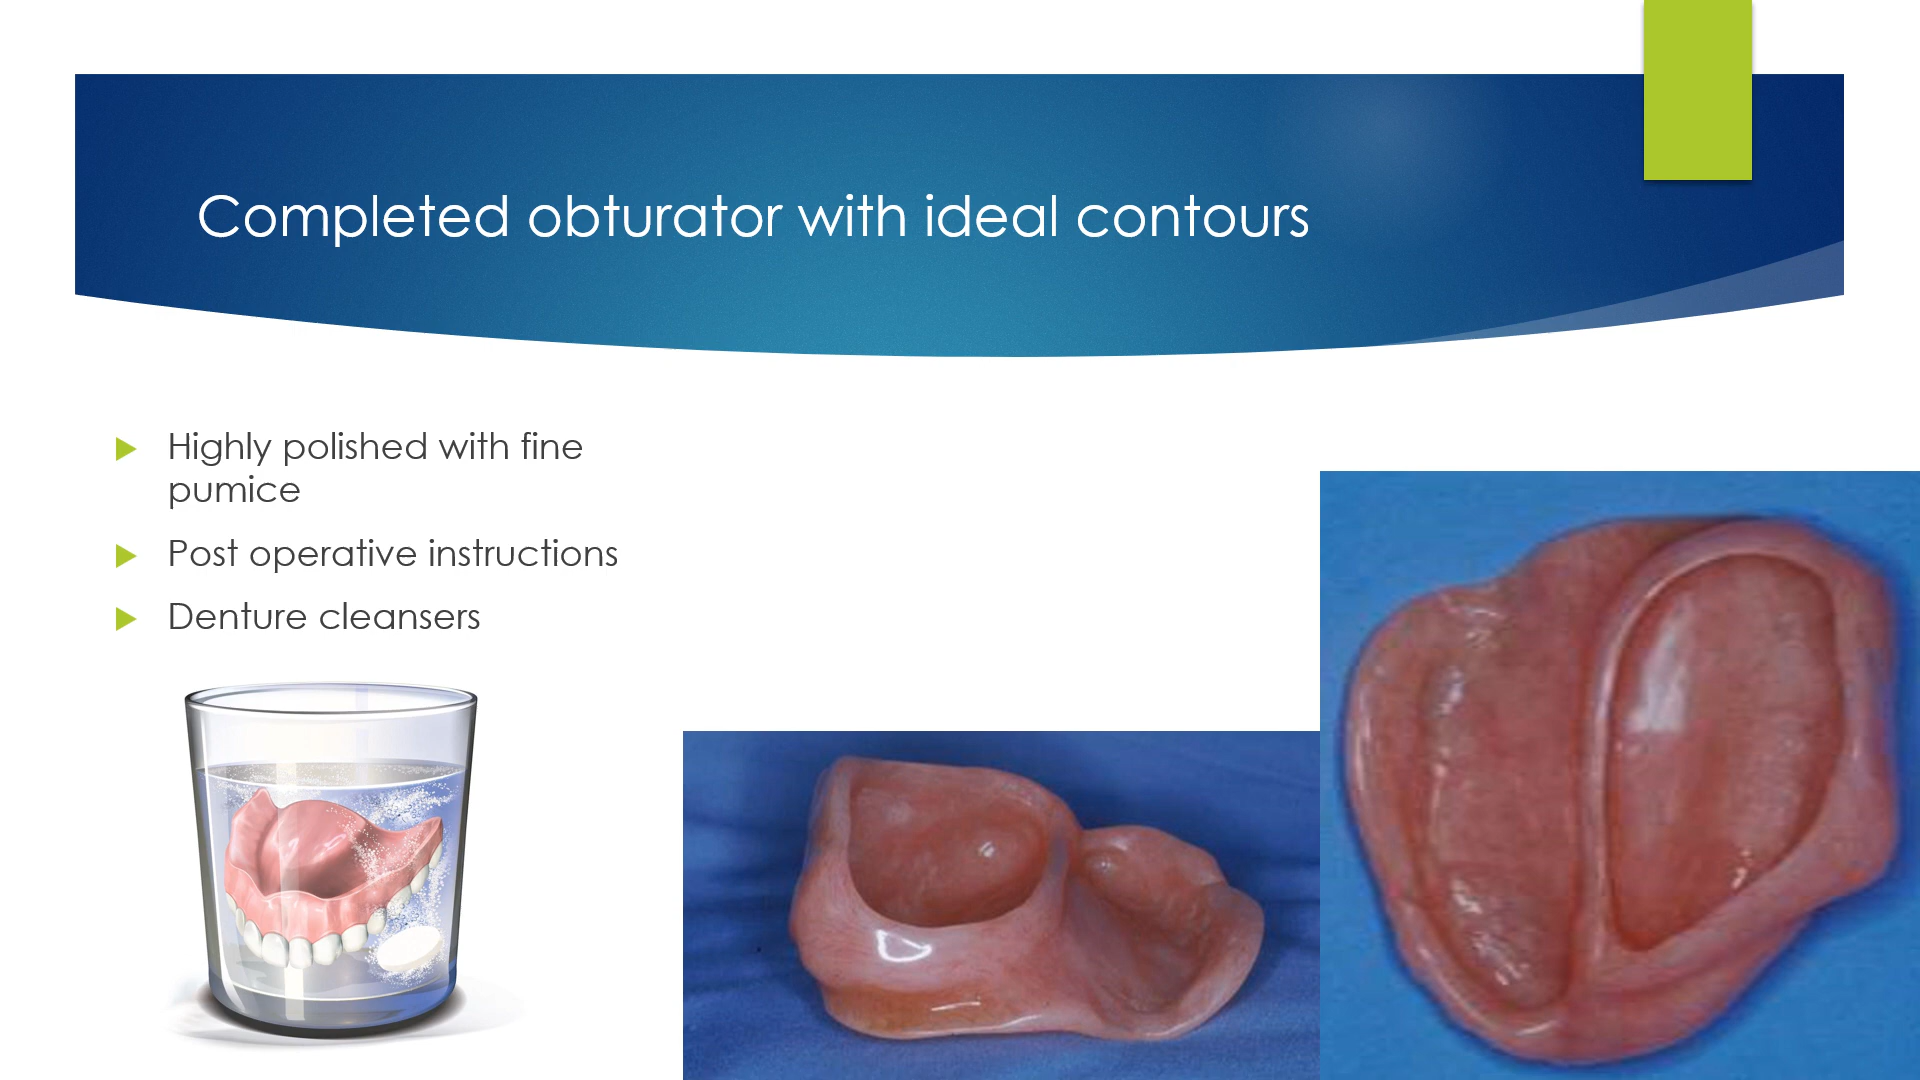 Completed obturator with ideal contours
Highly polished with fine
pumice
Post operative instructions
Denture cleansers